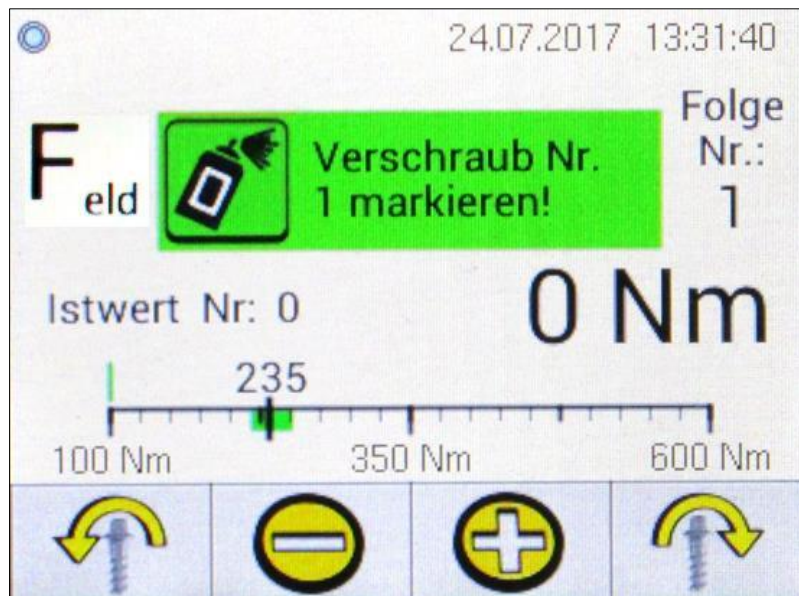 24.07.2017 13:31:40
Feld
Verschraub Nr.
1 markieren!
Folge
Nr.:
1
Istwert Nr: 0
0 Nm
235
100 Nm 350 Nm 600 Nm